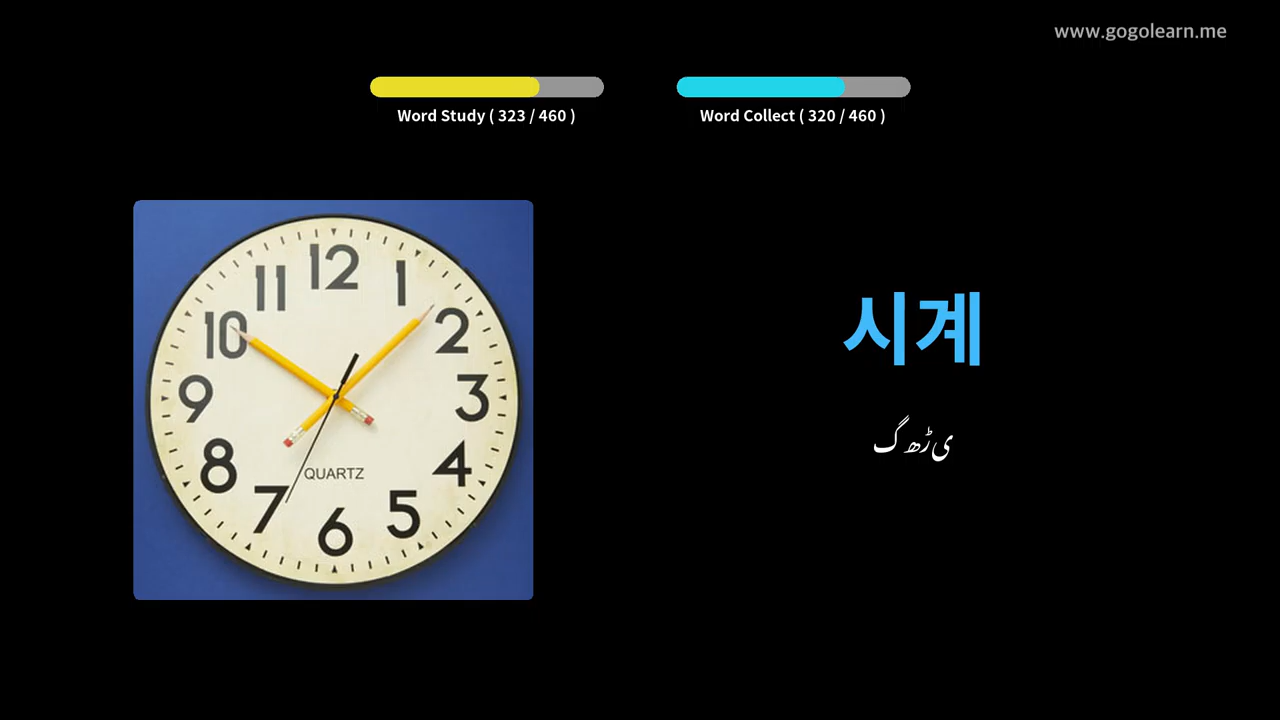 www.gogolearn.me
Word Study ( 323 / 460 )
Word Collect ( 320 / 460 )
12
11
1
10
2
9
3
8
4
7
5
6
QUARTZ
시계
گھڑی